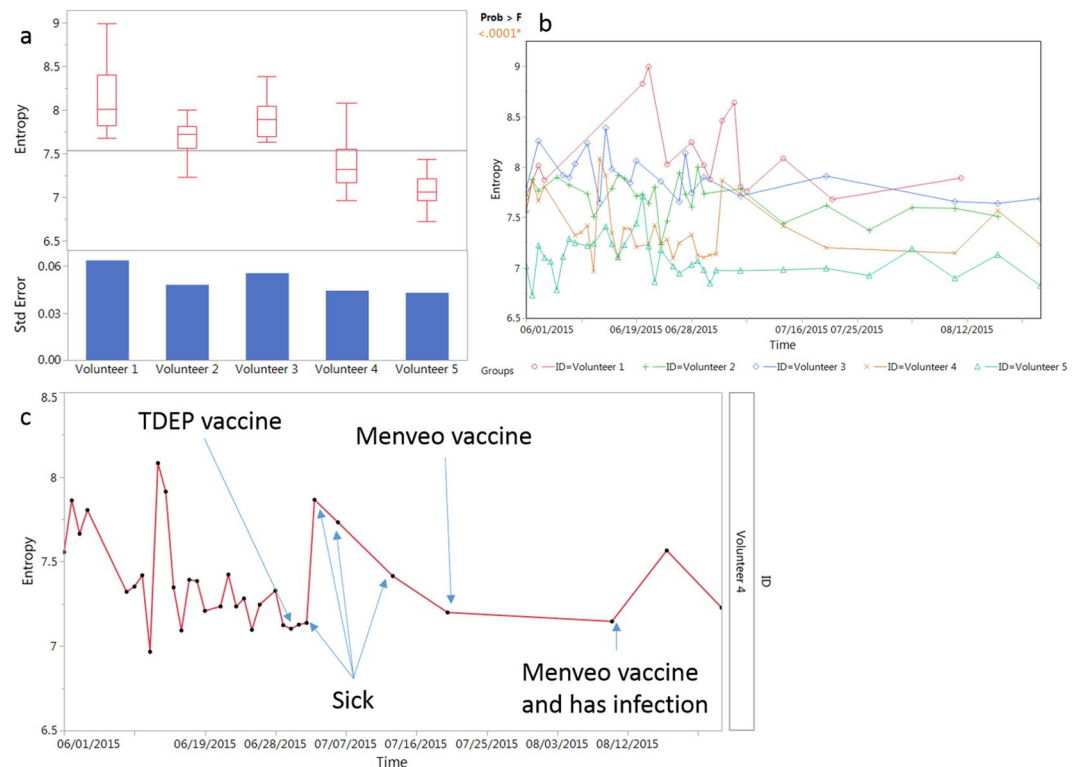 a
Prob > F
<.0001*
9
8.5
8
7.5
7
6.5
Entropy
0.06
0.03
0.00
Std Error
Volunteer 1 Volunteer 2 Volunteer 3 Volunteer 4 Volunteer 5
b
9
8.5
8
7.5
7
6.5
Entropy
06/01/2015 06/19/2015 06/28/2015 07/16/2015 07/25/2015 08/12/2015
Time
Groups ID=Volunteer 1 ID=Volunteer 2 ID=Volunteer 3 ID=Volunteer 4 ID=Volunteer 5
c
8.5
8
7.5
7
6.5
Entropy
TDEP vaccine
Menveo vaccine
Sick
Menveo vaccine
and has infection
Volunteer 4
ID
06/01/2015 06/19/2015 06/28/2015 07/07/2015 07/16/2015 07/25/2015 08/03/2015 08/12/2015
Time